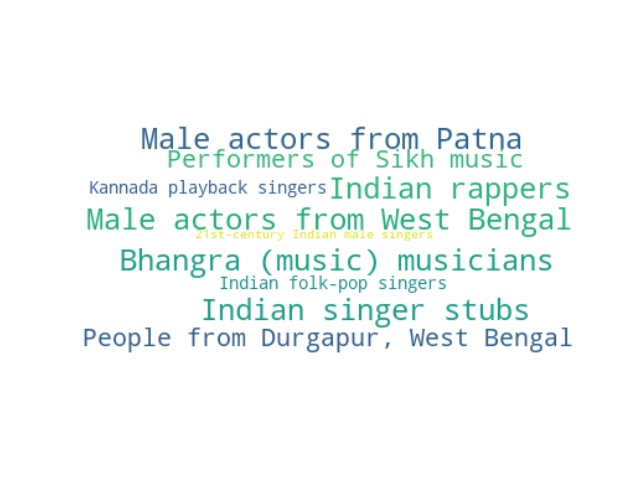 Male actors from Patna
Performers of Sikh music
Kannada playback singers Indian rappers
Male actors from West Bengal
21st-century Indian male singers
Bhangra (music) musicians
Indian folk-pop singers
Indian singer stubs
People from Durgapur, West Bengal